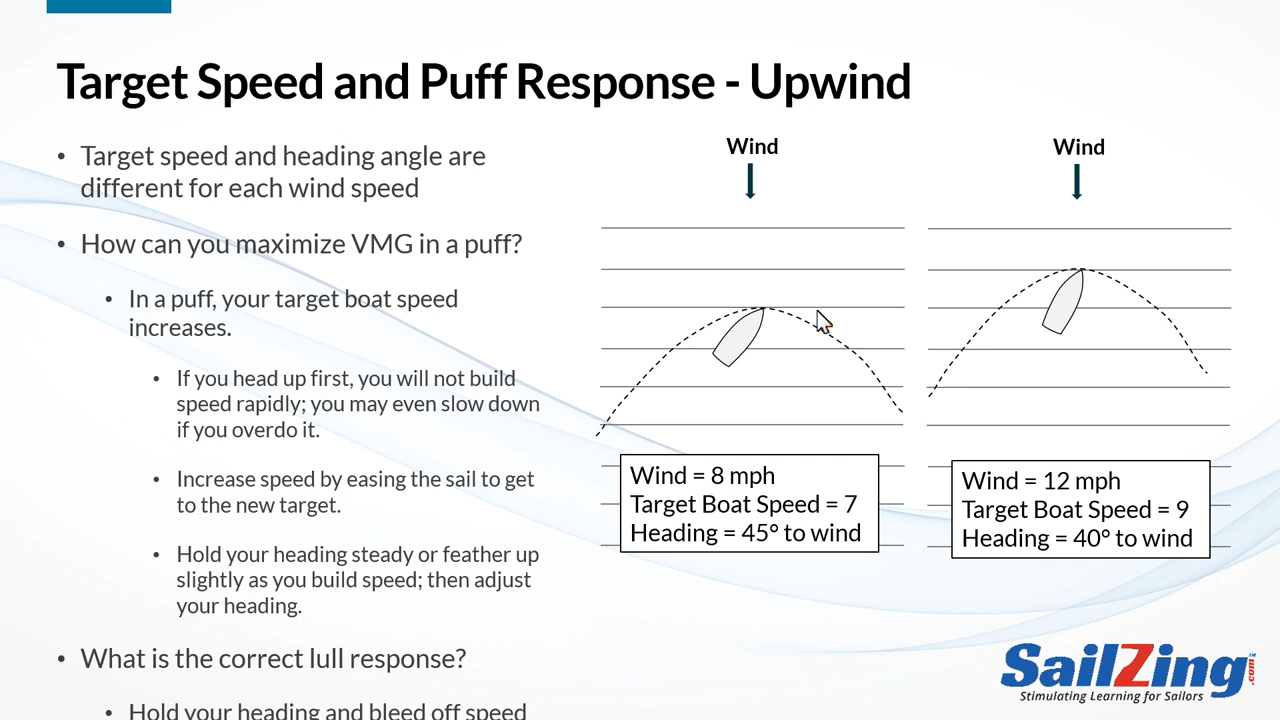 Target Speed and Puff Response - Upwind
• Target speed and heading angle are
different for each wind speed
• How can you maximize VMG in a puff?
• In a puff, your target boat speed
increases.
• If you head up first, you will not build
speed rapidly; you may even slow down
if you overdo it.
• Increase speed by easing the sail to get
to the new target.
• Hold your heading steady or feather up
slightly as you build speed; then adjust
your heading.
• What is the correct lull response?
• Hold your heading and bleed off speed
Wind
Wind = 8 mph
Target Boat Speed = 7
Heading = 45° to wind
Wind
Wind = 12 mph
Target Boat Speed = 9
Heading = 40° to wind
SailZing.com™
Stimulating Learning for Sailors